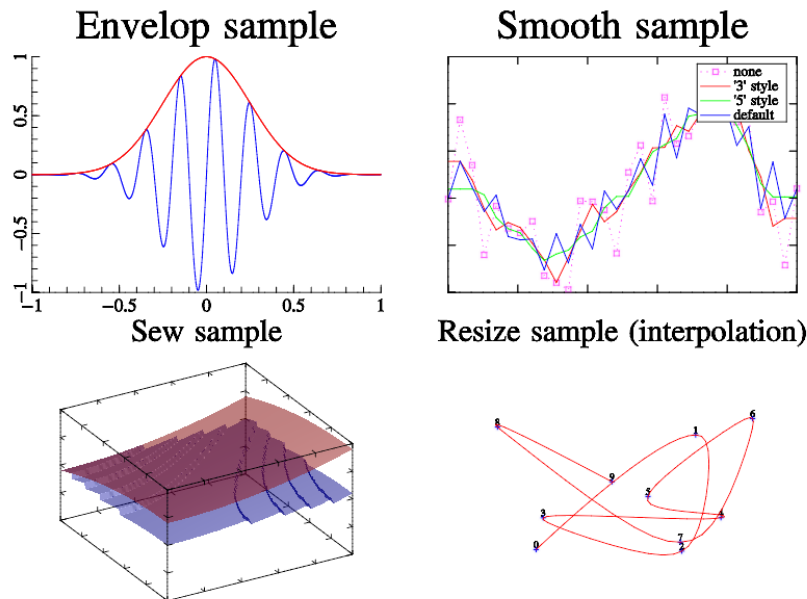 Envelop sample
Smooth sample
1
0.5
0
−0.5
−1
−1
−0.5
0
0.5
1
none
'3' style
'5' style
default
Sew sample
Resize sample (interpolation)
8
1
6
9
5
3
4
7
2
0